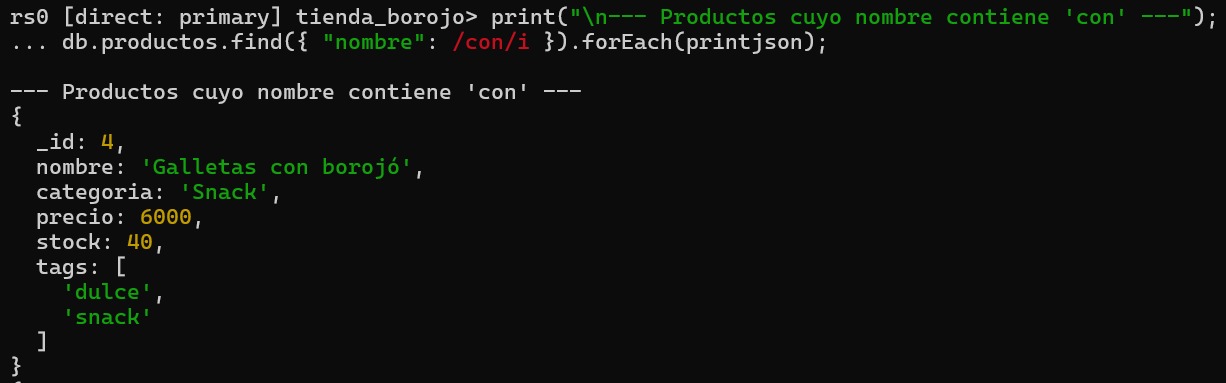 rs0 [direct: primary] tienda_borojo> print("\n--- Productos cuyo nombre contiene 'con' ---");
... db.productos.find({ "nombre": /con/i }).forEach(printjson);
--- Productos cuyo nombre contiene 'con' ---
{
  _id: 4,
  nombre: 'Galletas con borojó',
  categoria: 'Snack',
  precio: 6000,
  stock: 40,
  tags: [
    'dulce',
    'snack'
  ]
}